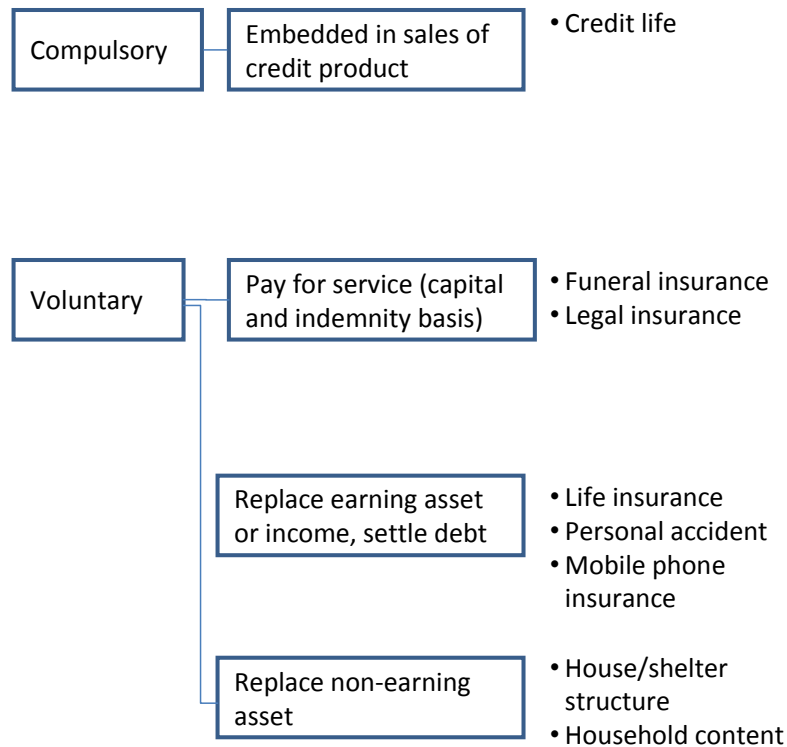 Compulsory
Embedded in sales of
credit product
• Credit life
Voluntary
Pay for service (capital
and indemnity basis)
• Funeral insurance
• Legal insurance
Replace earning asset
or income, settle debt
• Life insurance
• Personal accident
• Mobile phone
insurance
Replace non-earning
asset
• House/shelter
structure
• Household content